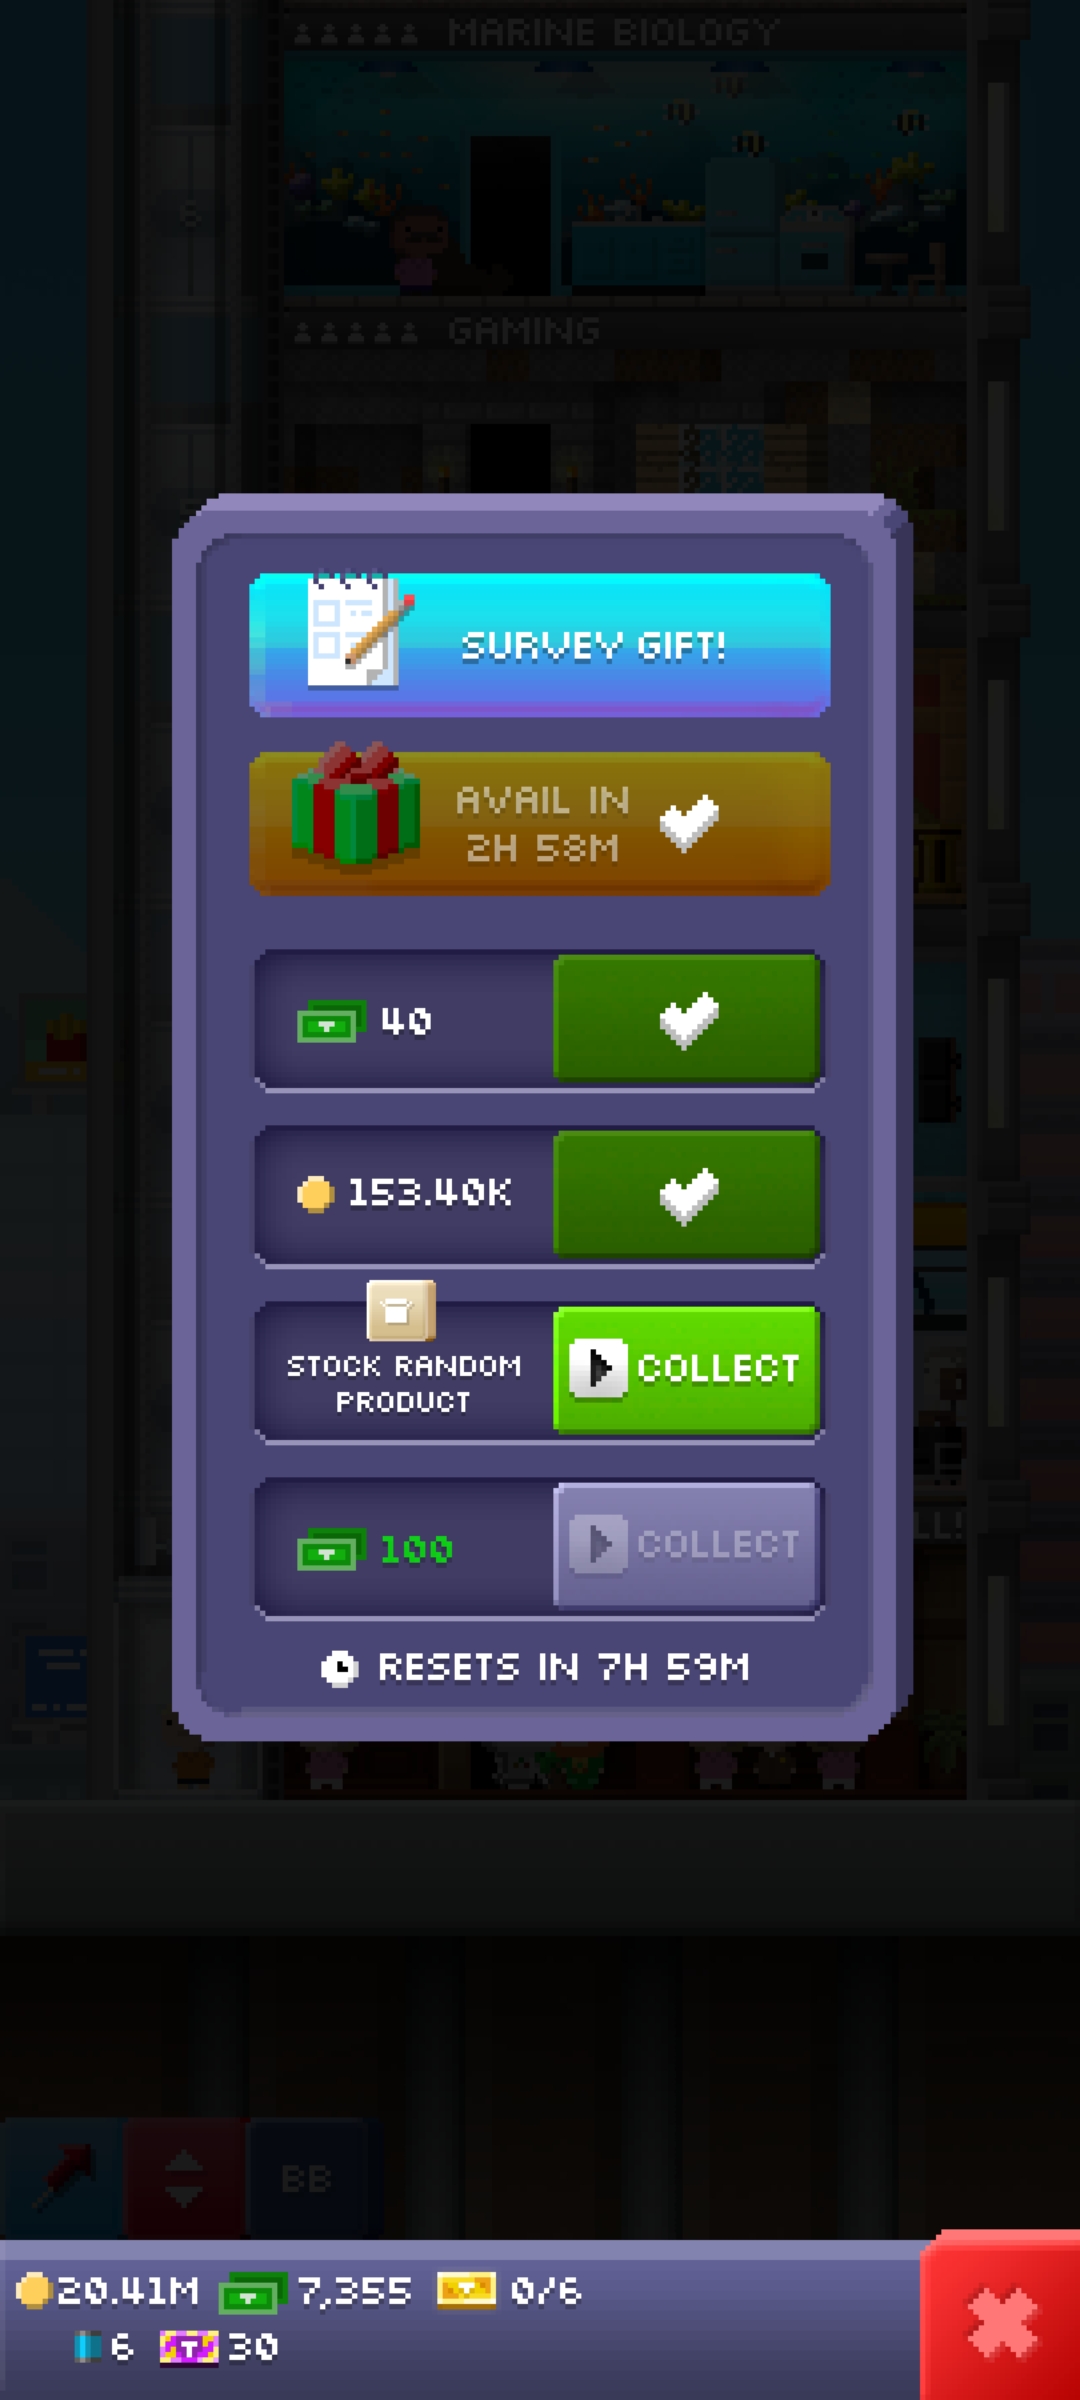 MARINE BIOLOGY
6
GAMING
SURVEY GIFT!
AVAIL IN
2H 58M
40
153.40K
STOCK RANDOM
PRODUCT
COLLECT
100
COLLECT
RESETS IN 7H 59M
BB
20.41M 7,355 0/6
6 30